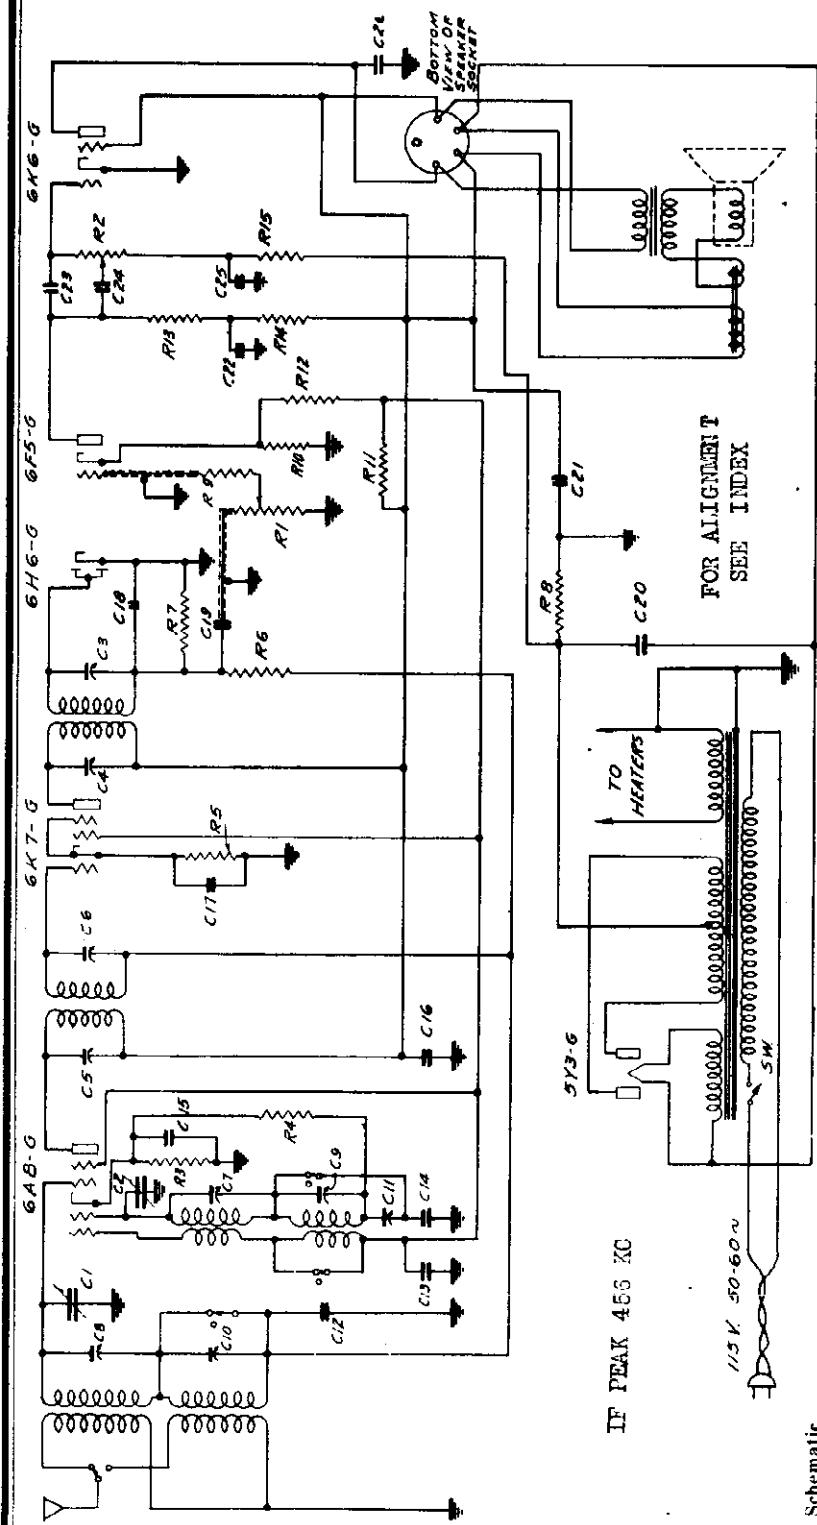 6A8-G
6K7-G
6H6-G
6F5-G
6K6-G
C1
C8
C10
C12
C2
C15
R3
C7
R4
C9
C11
C14
C13
C5
C6
C16
C17
R5
C4
C3
C18
R7
C19
R6
R9
R1
R10
R12
R11
C23
R2
C24
R13
C22
R14
C25
R15
C26
BOTTOM
VIEW OF
SPEAKER
SOCKET
R8
C21
C20
FOR ALIGNMENT
SEE INDEX
TO
HEATERS
5Y3-G
SW.
IF PEAK 456 KC
115 V. 50-60~
Schematic